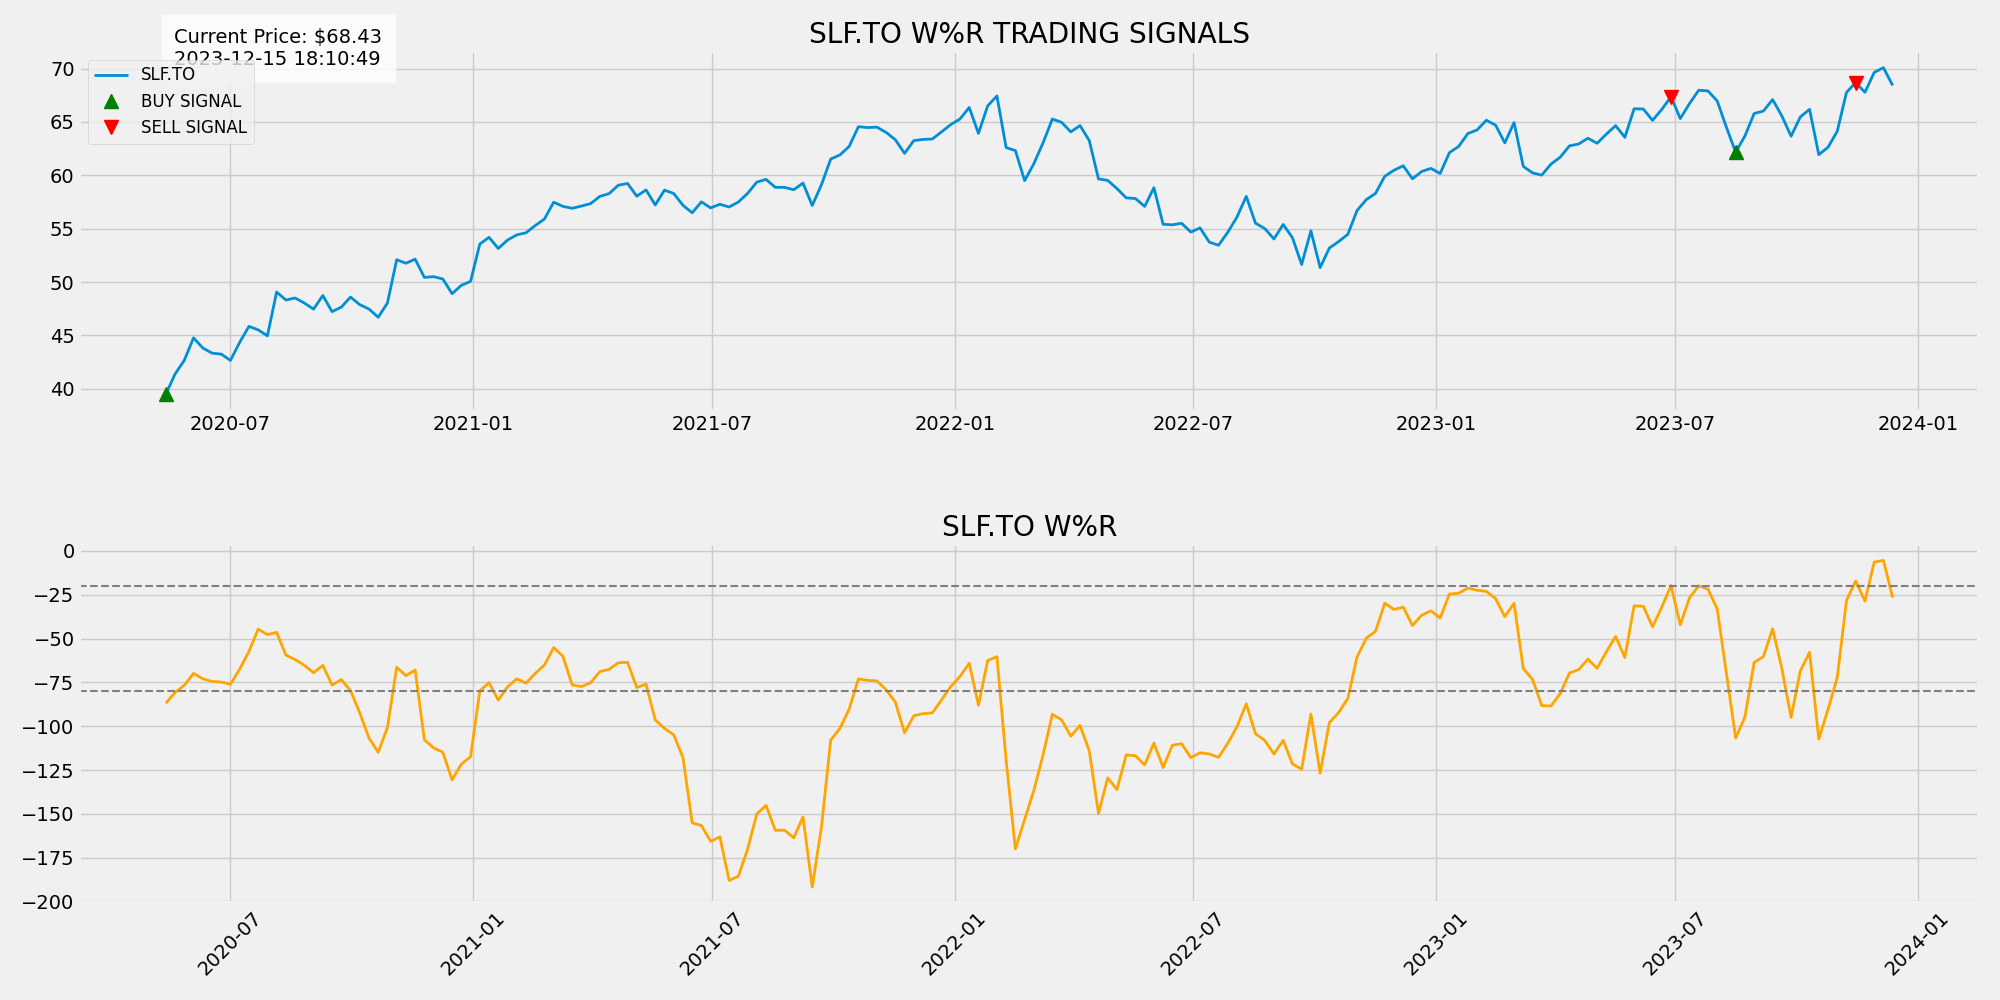 SLF.TO W%R TRADING SIGNALS
Current Price: $68.43
2023-12-15 18:10:49
SLF.TO
BUY SIGNAL
SELL SIGNAL
70
65
60
55
50
45
40
2020-07 2021-01 2021-07 2022-01 2022-07 2023-01 2023-07 2024-01
SLF.TO W%R
0
−25
−50
−75
−100
−125
−150
−175
−200
2020-07 2021-01 2021-07 2022-01 2022-07 2023-01 2023-07 2024-01